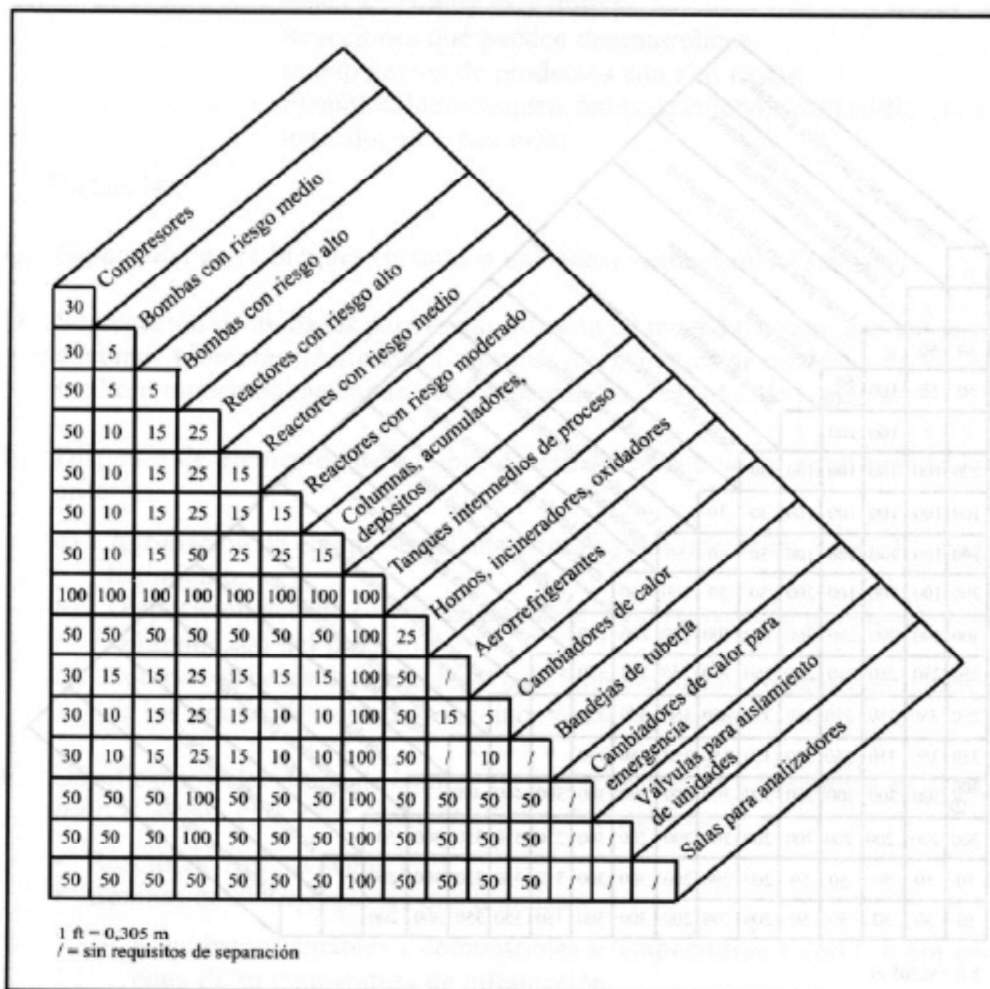 Compresores
Bombas con riesgo medio
Bombas con riesgo alto
Reactores con riesgo alto
Reactores con riesgo medio
Reactores con riesgo moderado
Columnas, acumuladores,
depósitos
Tanques intermedios de proceso
Hornos, incineradores, oxidadores
Aerorrefrigerantes
Cambiadores de calor
Bandejas de tubería
Cambiadores de calor para
emergencia
Válvulas para aislamiento
de unidades
Salas para analizadores
30
30 5
50 5 5
50 10 15 25
50 10 15 25 15
50 10 15 25 15 15
50 10 15 50 25 25 15
100 100 100 100 100 100 100 100
50 50 50 50 50 50 50 100 25
30 15 15 25 15 15 15 100 50 /
30 10 15 25 15 10 10 100 50 15 5
30 10 15 25 15 10 10 100 50 / 10 /
50 50 50 100 50 50 50 100 50 50 50 50 /
50 50 50 100 50 50 50 100 50 50 50 50 / /
50 50 50 50 50 50 50 100 50 50 50 50 / / /
1 ft = 0,305 m
/ = sin requisitos de separación